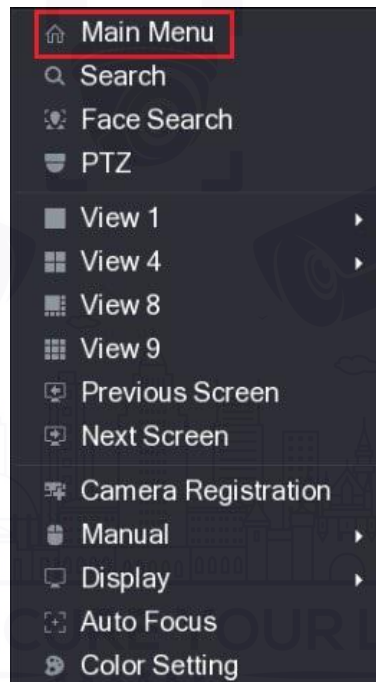 Main Menu
Search
Face Search
PTZ
View 1
View 4
View 8
View 9
Previous Screen
Next Screen
Camera Registration
Manual
Display
Auto Focus
Color Setting